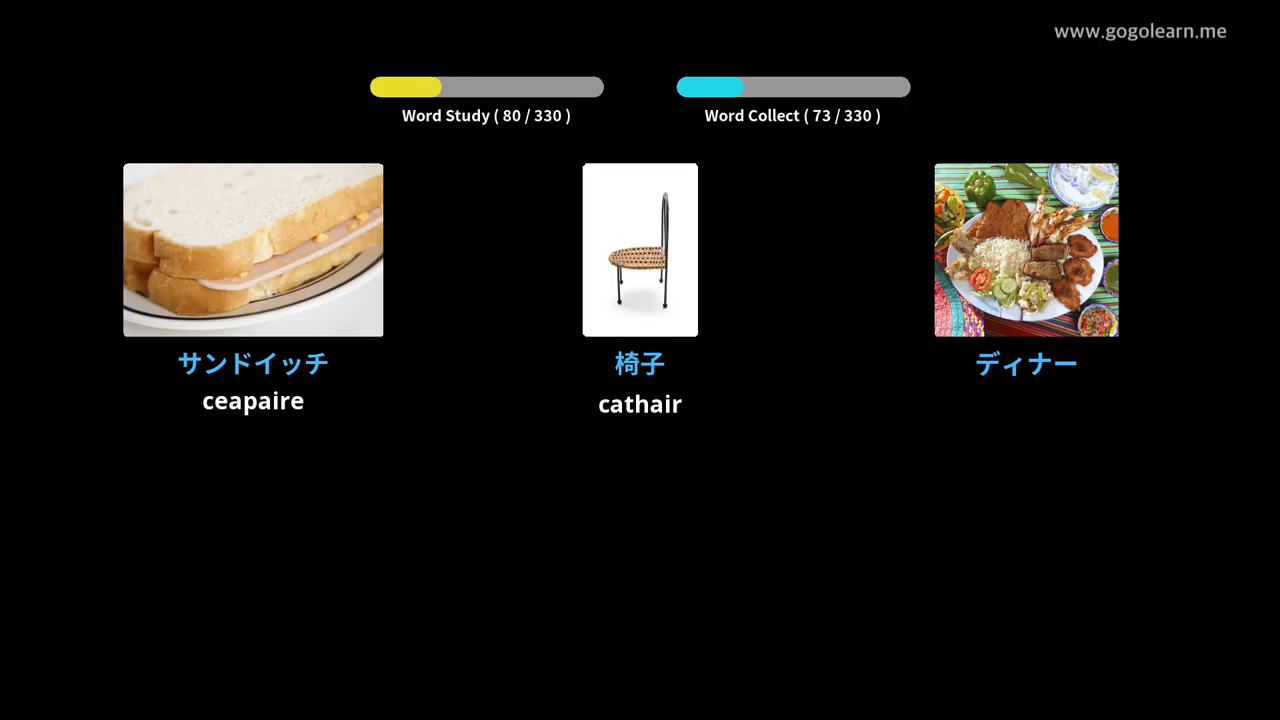 www.gogolearn.me
Word Study ( 80 / 330 )
Word Collect ( 73 / 330 )
サンドイッチ
ceapaire
椅子
cathair
ディナー